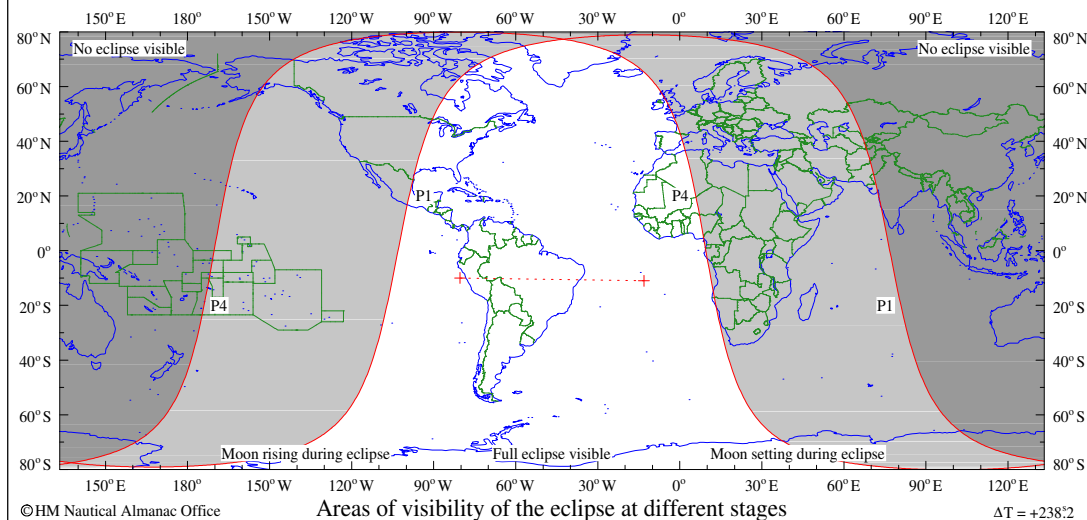 150° E 180° 150° W 120° W 90° W 60° W 30° W 0° 30° E 60° E 90° E 120° E
80° N 80° N
No eclipse visible No eclipse visible
60° N 60° N
40° N 40° N
20° N P1 P4 20° N
0° 0°
20° S P4 P1 20° S
40° S 40° S
60° S 60° S
Moon rising during eclipse Full eclipse visible Moon setting during eclipse
80° S 80° S
150° E 180° 150° W 120° W 90° W 60° W 30° W 0° 30° E 60° E 90° E 120° E
©HM Nautical Almanac Office Areas of visibility of the eclipse at different stages ΔT = +238ˢ.2